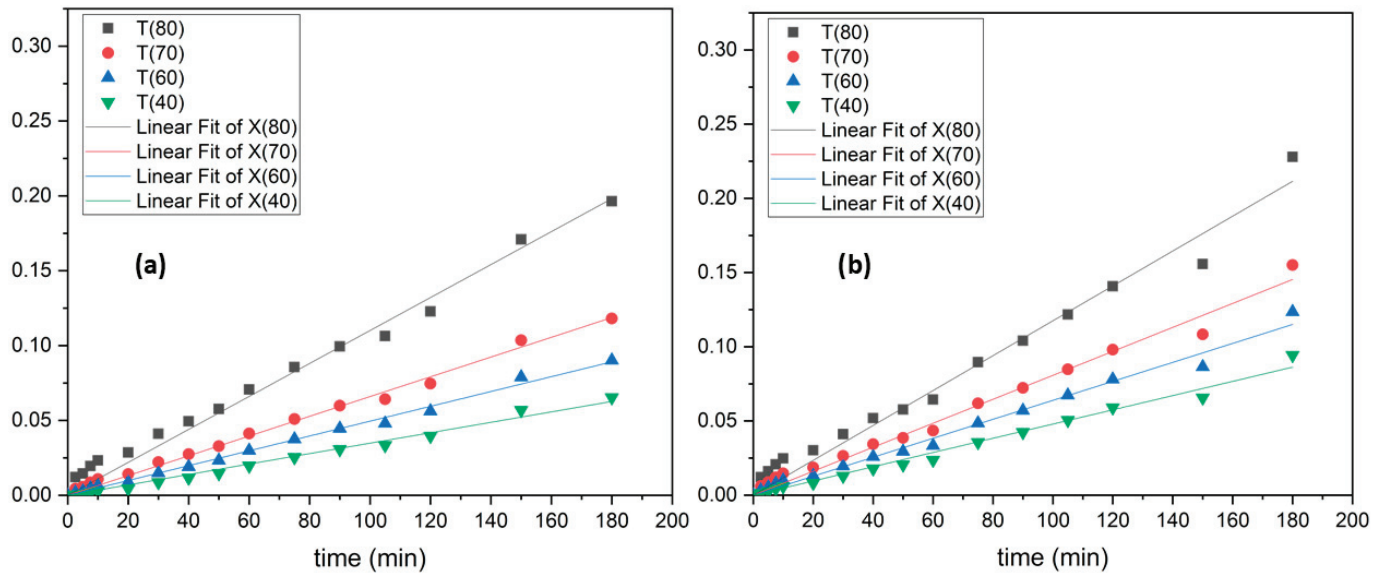 T(80)
T(70)
T(60)
T(40)
Linear Fit of X(80)
Linear Fit of X(70)
Linear Fit of X(60)
Linear Fit of X(40)
(a)
0.30
0.25
0.20
0.15
0.10
0.05
0.00
0 20 40 60 80 100 120 140 160 180 200
time (min)
T(80)
T(70)
T(60)
T(40)
Linear Fit of X(80)
Linear Fit of X(70)
Linear Fit of X(60)
Linear Fit of X(40)
(b)
0.30
0.25
0.20
0.15
0.10
0.05
0.00
0 20 40 60 80 100 120 140 160 180 200
time (min)